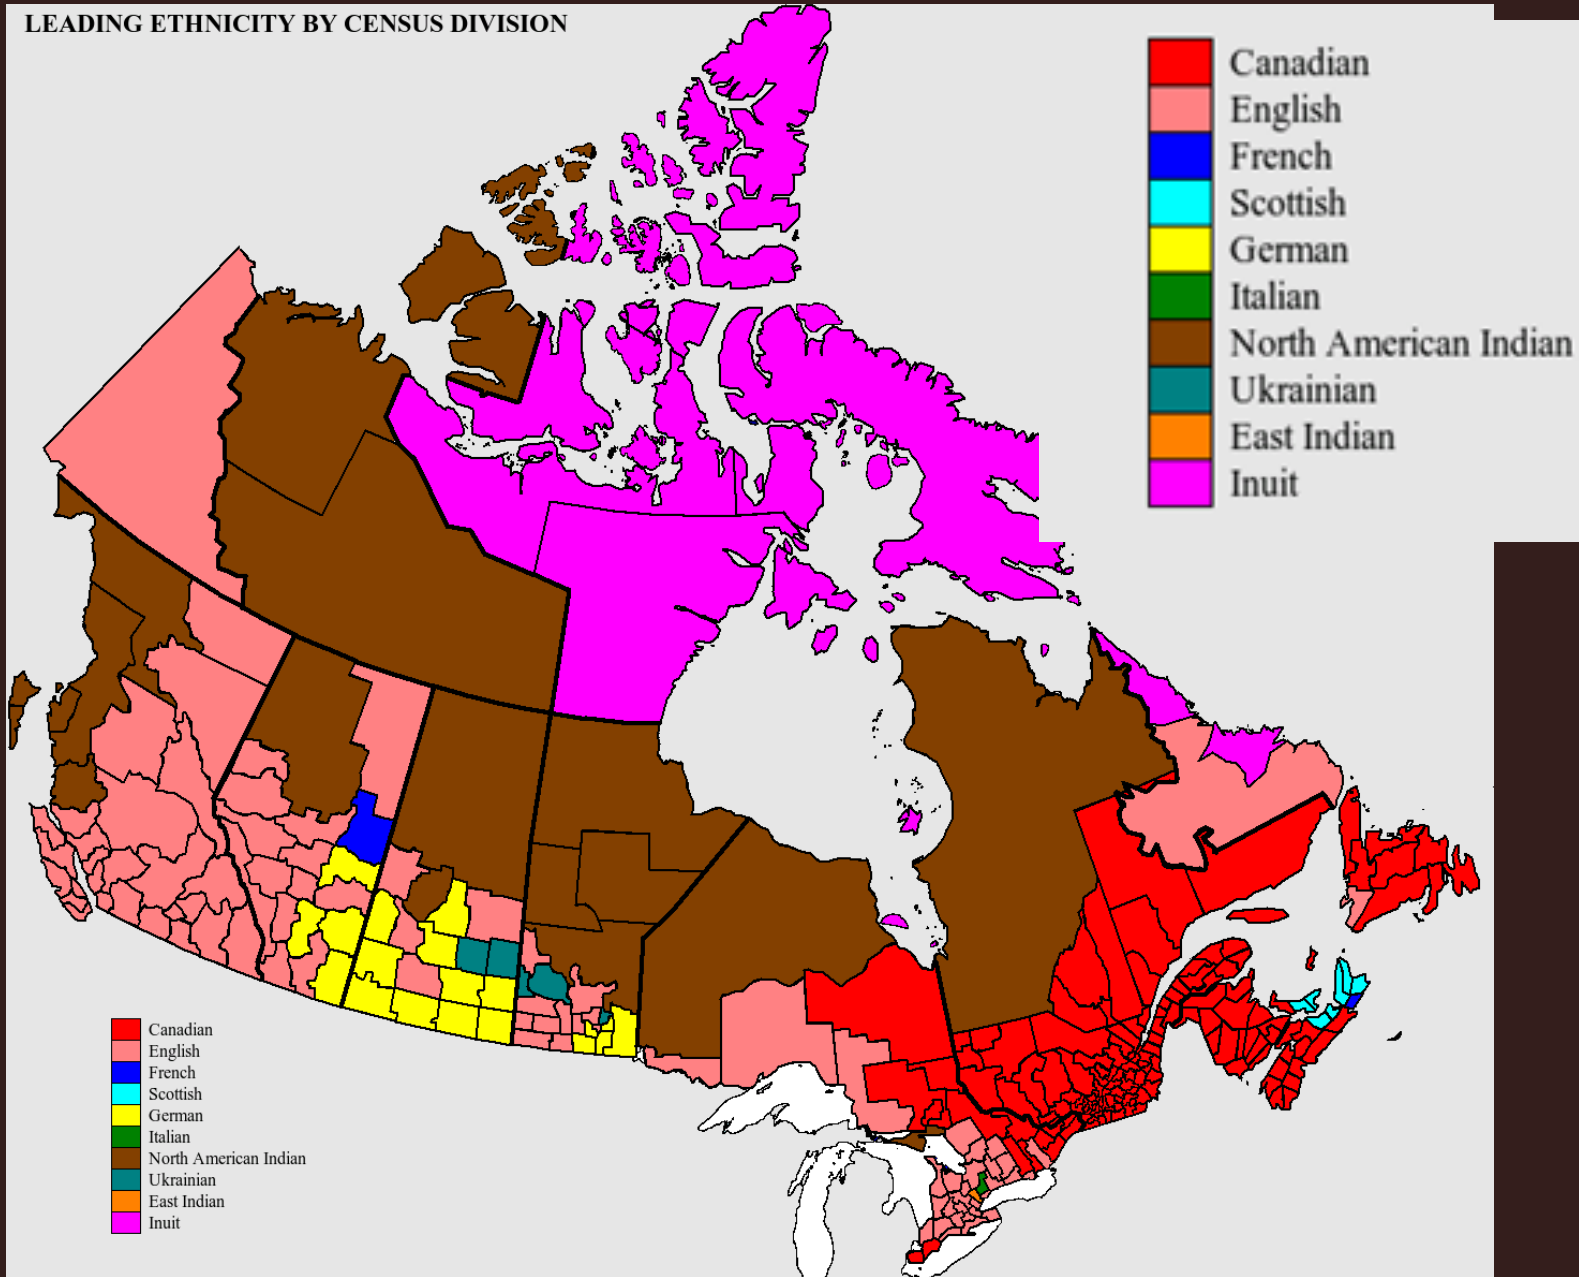 LEADING ETHNICITY BY CENSUS DIVISION
Canadian
English
French
Scottish
German
Italian
North American Indian
Ukrainian
East Indian
Inuit
Canadian
English
French
Scottish
German
Italian
North American Indian
Ukrainian
East Indian
Inuit